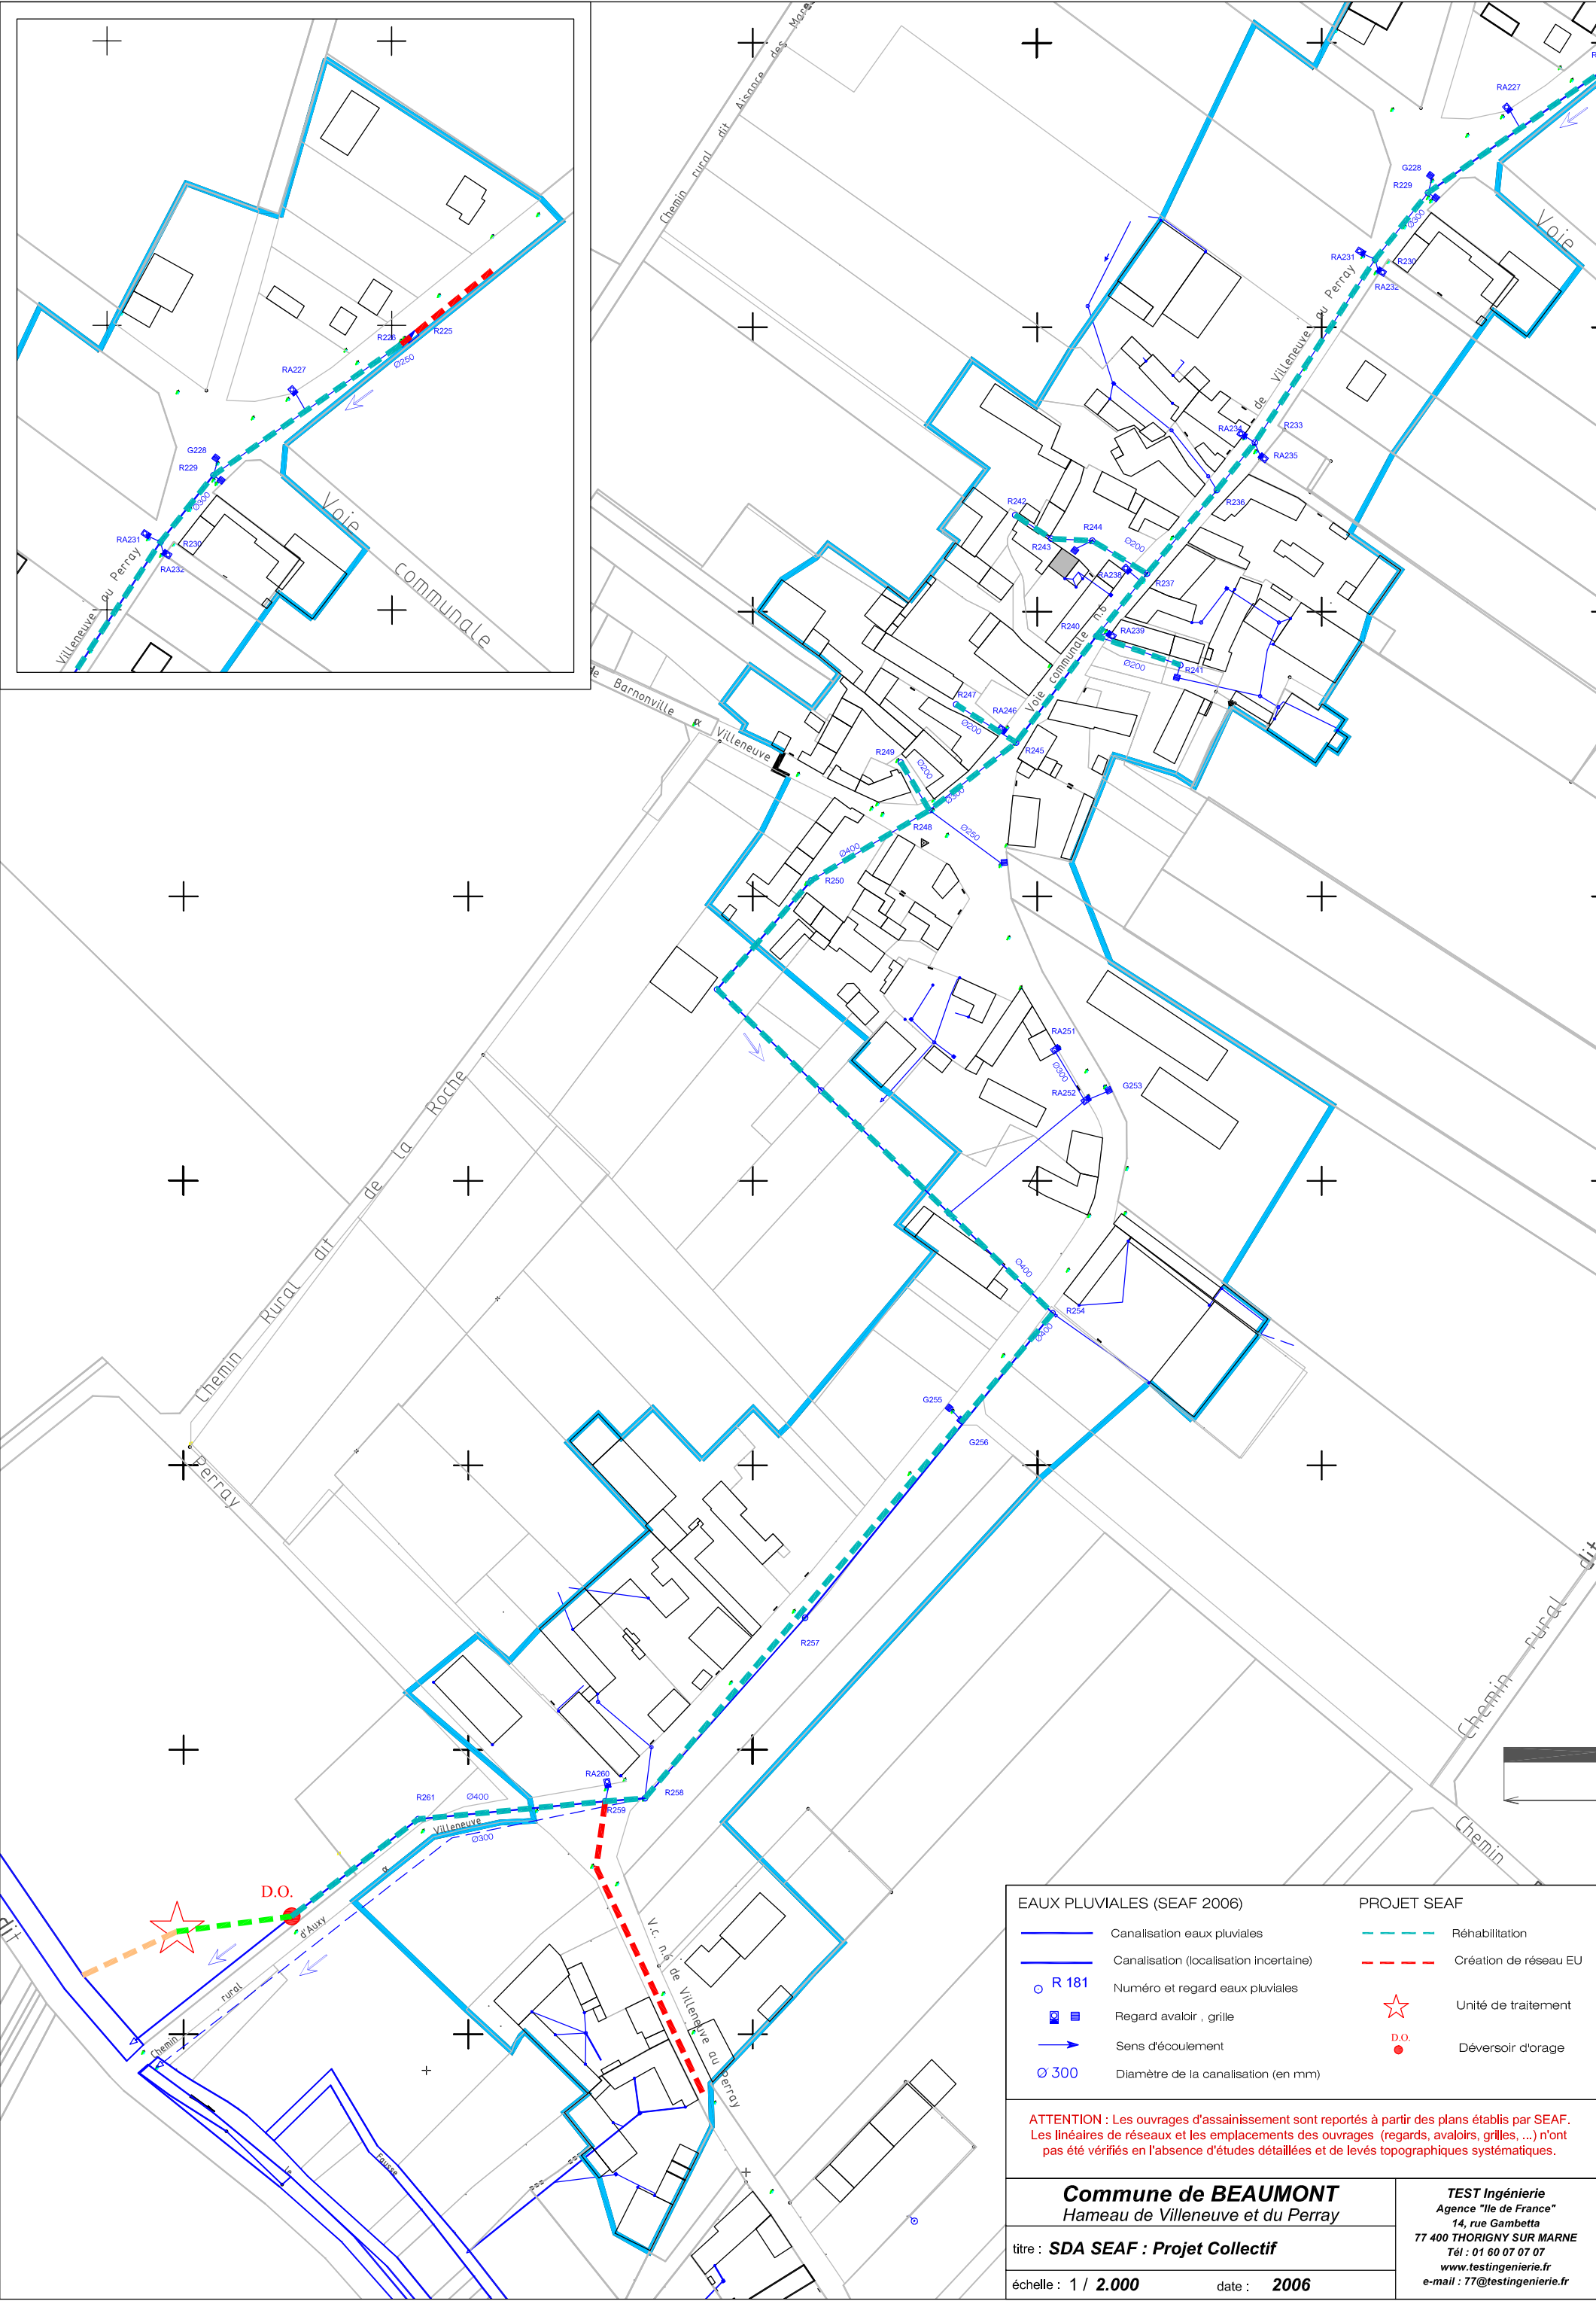 R226
R225
Ø250
RA227
G228
R229
Ø300
RA231
R230
RA232
Villeneuve au Perray
Voie communale
Chemin rural dit Aisance des
RA227
G228
R229
Ø300
RA231
R230
RA232
Voie
de Villeneuve au Perray
RA234
R233
RA235
R236
R242
R243
R244
Ø200
RA238
R237
R240
RA239
Ø200
R241
Voie communale n.6
R247
RA246
Ø200
R245
R249
Ø200
Ø300
R248
Ø250
Ø400
R250
de Barnonville
à Villeneuve
RA251
Ø300
RA252
G253
Ø400
R254
Ø400
G255
G256
R257
Chemin Rural dit de la Roche
Perray
Chemin rural dit
Chemin
RA260
R258
R259
R261
Ø400
Villeneuve
Ø300
à
D.O.
d'Auxy
rural
Chemin
dit
le
Fausse
V.c. n.6 de Villeneuve au Perray
EAUX PLUVIALES (SEAF 2006)
Canalisation eaux pluviales
Canalisation (localisation incertaine)
R 181 Numéro et regard eaux pluviales
Regard avaloir , grille
Sens d'écoulement
Ø 300 Diamètre de la canalisation (en mm)
PROJET SEAF
Réhabilitation
Création de réseau EU
Unité de traitement
D.O.
Déversoir d'orage
ATTENTION : Les ouvrages d'assainissement sont reportés à partir des plans établis par SEAF.
Les linéaires de réseaux et les emplacements des ouvrages (regards, avaloirs, grilles, ...) n'ont
pas été vérifiés en l'absence d'études détaillées et de levés topographiques systématiques.
Commune de BEAUMONT
Hameau de Villeneuve et du Perray
titre : SDA SEAF : Projet Collectif
échelle : 1 / 2.000 date : 2006
TEST Ingénierie
Agence "Ile de France"
14, rue Gambetta
77 400 THORIGNY SUR MARNE
Tél : 01 60 07 07 07
www.testingenierie.fr
e-mail : 77@testingenierie.fr